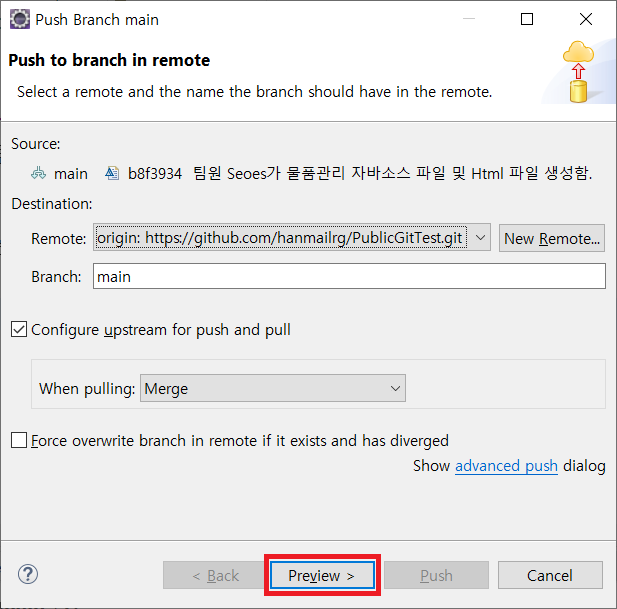 Push Branch main
Push to branch in remote
Select a remote and the name the branch should have in the remote.
Source:
main b8f3934 팀원 Seoes가 물품관리 자바소스 파일 및 Html 파일 생성함.
Destination:
Remote: origin: https://github.com/hanmailrg/PublicGitTest.git New Remote...
Branch: main
Configure upstream for push and pull
When pulling: Merge
Force overwrite branch in remote if it exists and has diverged
Show advanced push dialog
? < Back Preview > Push Cancel